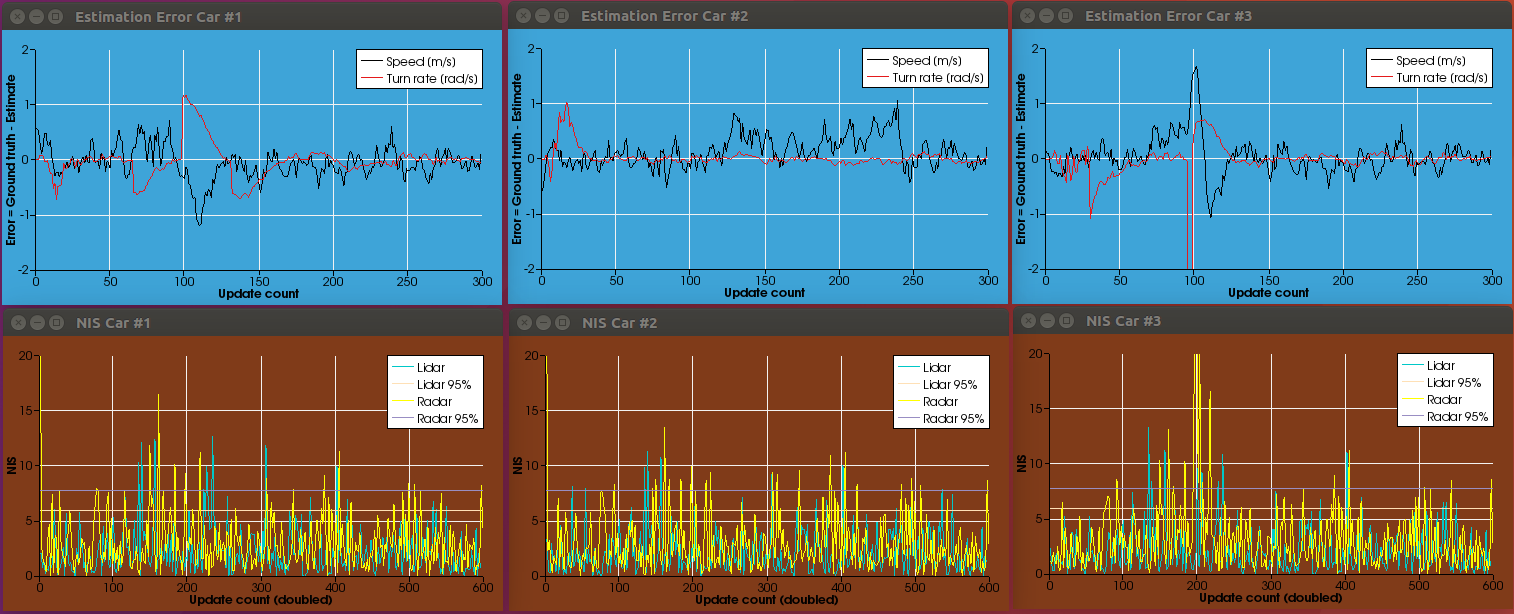 Estimation Error Car #1
2
1
0
-1
-2
Error = Ground truth - Estimate
Speed (m/s)
Turn rate (rad/s)
0 50 100 150 200 250 300
Update count
Estimation Error Car #2
2
1
0
-1
-2
Error = Ground truth - Estimate
Speed (m/s)
Turn rate (rad/s)
0 50 100 150 200 250 300
Update count
Estimation Error Car #3
2
1
0
-1
-2
Error = Ground truth - Estimate
Speed (m/s)
Turn rate (rad/s)
0 50 100 150 200 250 300
Update count
NIS Car #1
20
15
10
5
0
NIS
Lidar
Lidar 95%
Radar
Radar 95%
0 100 200 300 400 500 600
Update count (doubled)
NIS Car #2
20
15
10
5
0
NIS
Lidar
Lidar 95%
Radar
Radar 95%
0 100 200 300 400 500 600
Update count (doubled)
NIS Car #3
20
15
10
5
0
NIS
Lidar
Lidar 95%
Radar
Radar 95%
0 100 200 300 400 500 600
Update count (doubled)